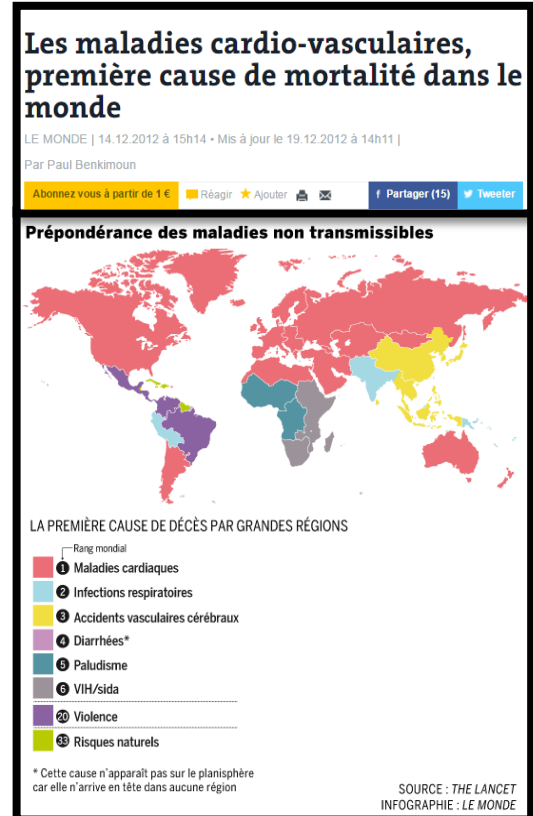 Les maladies cardio-vasculaires,
première cause de mortalité dans le
monde
LE MONDE | 14.12.2012 à 15h14 • Mis à jour le 19.12.2012 à 14h11 |
Par Paul Benkimoun
Abonnez vous à partir de 1 € Réagir Ajouter f Partager (15) Tweeter
Prépondérance des maladies non transmissibles
LA PREMIÈRE CAUSE DE DÉCÈS PAR GRANDES RÉGIONS
Rang mondial
1 Maladies cardiaques
2 Infections respiratoires
3 Accidents vasculaires cérébraux
4 Diarrhées*
5 Paludisme
6 VIH/sida
20 Violence
33 Risques naturels
* Cette cause n'apparaît pas sur le planisphère
car elle n'arrive en tête dans aucune région
SOURCE : THE LANCET
INFOGRAPHIE : LE MONDE